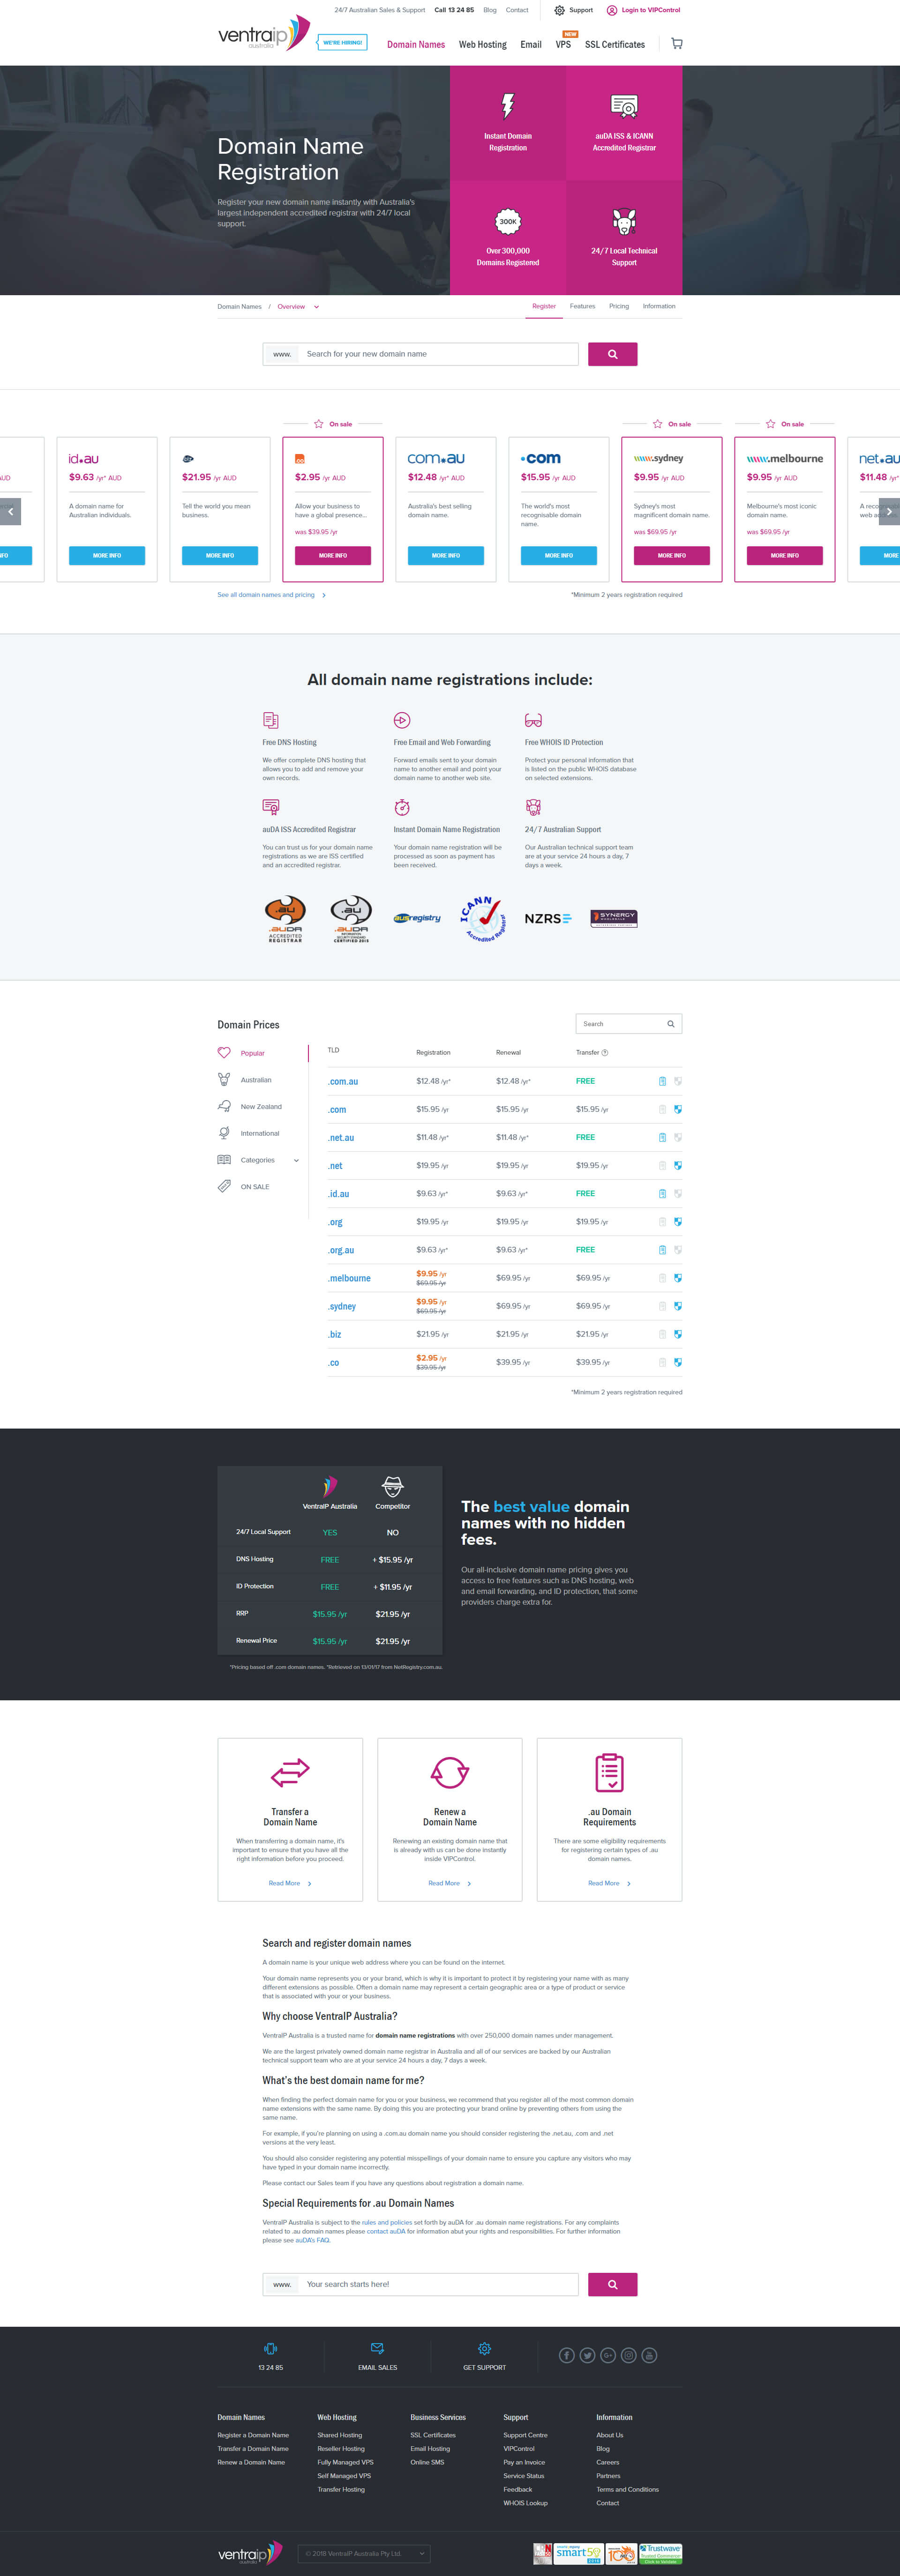 24/7 Australian Sales & Support Call 13 24 85 Blog Contact Support Login to VIPControl
ventraip australia
WE'RE HIRING!
NEW
Domain Names Web Hosting Email VPS SSL Certificates
Domain Name
Registration
Register your new domain name instantly with Australia's
largest independent accredited registrar with 24/7 local
support.
Instant Domain
Registration
auDA ISS & ICANN
Accredited Registrar
300K
Over 300,000
Domains Registered
24/7 Local Technical
Support
Domain Names / Overview
Register Features Pricing Information
www. Search for your new domain name
On sale On sale On sale
AUD
id.au
$9.63 /yr* AUD
A domain name for
Australian individuals.
MORE INFO
$21.95 /yr AUD
Tell the world you mean
business.
MORE INFO
$2.95 /yr AUD
Allow your business to
have a global presence...
was $39.95 /yr
MORE INFO
com.au
$12.48 /yr* AUD
Australia's best selling
domain name.
MORE INFO
.com
$15.95 /yr AUD
The world's most
recognisable domain
name.
MORE INFO
.sydney
$9.95 /yr AUD
Sydney's most
magnificent domain name.
was $69.95 /yr
MORE INFO
.melbourne
$9.95 /yr AUD
Melbourne's most iconic
domain name.
was $69.95 /yr
MORE INFO
net.au
$11.48 /yr*
MORE
See all domain names and pricing
*Minimum 2 years registration required
All domain name registrations include:
Free DNS Hosting
We offer complete DNS hosting that
allows you to add and remove your
own records.
Free Email and Web Forwarding
Forward emails sent to your domain
name to another email and point your
domain name to another web site.
Free WHOIS ID Protection
Protect your personal information that
is listed on the public WHOIS database
on selected extensions.
auDA ISS Accredited Registrar
You can trust us for your domain name
registrations as we are ISS certified
and an accredited registrar.
Instant Domain Name Registration
Your domain name registration will be
processed as soon as payment has
been received.
24/7 Australian Support
Our Australian technical support team
are at your service 24 hours a day, 7
days a week.
.au
.auDA
ACCREDITED
REGISTRAR
.au
.auDA
INFORMATION
SECURITY STANDARD
CERTIFIED 2015
ausregistry
ICANN
Accredited Registrar
NZRS
SYNERGY
WHOLESALE
Domain Prices
Search
Popular
Australian
New Zealand
International
Categories
ON SALE
TLD Registration Renewal Transfer
.com.au $12.48 /yr* $12.48 /yr* FREE
.com $15.95 /yr $15.95 /yr $15.95 /yr
.net.au $11.48 /yr* $11.48 /yr* FREE
.net $19.95 /yr $19.95 /yr $19.95 /yr
.id.au $9.63 /yr* $9.63 /yr* FREE
.org $19.95 /yr $19.95 /yr $19.95 /yr
.org.au $9.63 /yr* $9.63 /yr* FREE
.melbourne $9.95 /yr $69.95 /yr $69.95 /yr $69.95 /yr
.sydney $9.95 /yr $69.95 /yr $69.95 /yr $69.95 /yr
.biz $21.95 /yr $21.95 /yr $21.95 /yr
.co $2.95 /yr $39.95 /yr $39.95 /yr $39.95 /yr
*Minimum 2 years registration required
VentraIP Australia Competitor
24/7 Local Support YES NO
DNS Hosting FREE + $15.95 /yr
ID Protection FREE + $11.95 /yr
RRP $15.95 /yr $21.95 /yr
Renewal Price $15.95 /yr $21.95 /yr
*Pricing based off .com domain names. *Retrieved on 13/01/17 from NetRegistry.com.au.
The best value domain
names with no hidden
fees.
Our all-inclusive domain name pricing gives you
access to free features such as DNS hosting, web
and email forwarding, and ID protection, that some
providers charge extra for.
Transfer a
Domain Name
When transferring a domain name, it's
important to ensure that you have all the
right information before you proceed.
Read More
Renew a
Domain Name
Renewing an existing domain name that
is already with us can be done instantly
inside VIPControl.
Read More
.au Domain
Requirements
There are some eligibility requirements
for registering certain types of .au
domain names.
Read More
Search and register domain names
A domain name is your unique web address where you can be found on the internet.
Your domain name represents you or your brand, which is why it is important to protect it by registering your name with as many
different extensions as possible. Often a domain name may represent a certain geographic area or a type of product or service
that is associated with your or your business.
Why choose VentraIP Australia?
VentraIP Australia is a trusted name for domain name registrations with over 250,000 domain names under management.
We are the largest privately owned domain name registrar in Australia and all of our services are backed by our Australian
technical support team who are at your service 24 hours a day, 7 days a week.
What's the best domain name for me?
When finding the perfect domain name for you or your business, we recommend that you register all of the most common domain
name extensions with the same name. By doing this you are protecting your brand online by preventing others from using the
same name.
For example, if you're planning on using a .com.au domain name you should consider registering the .net.au, .com and .net
versions at the very least.
You should also consider registering any potential misspellings of your domain name to ensure you capture any visitors who may
have typed in your domain name incorrectly.
Please contact our Sales team if you have any questions about registration a domain name.
Special Requirements for .au Domain Names
VentraIP Australia is subject to the rules and policies set forth by auDA for .au domain name registrations. For any complaints
related to .au domain names please contact auDA for information abut your rights and responsibilities. For further information
please see auDA's FAQ.
www. Your search starts here!
13 24 85
EMAIL SALES
GET SUPPORT
Domain Names
Register a Domain Name
Transfer a Domain Name
Renew a Domain Name
Web Hosting
Shared Hosting
Reseller Hosting
Fully Managed VPS
Self Managed VPS
Transfer Hosting
Business Services
SSL Certificates
Email Hosting
Online SMS
Support
Support Centre
VIPControl
Pay an Invoice
Service Status
Feedback
WHOIS Lookup
Information
About Us
Blog
Careers
Partners
Terms and Conditions
Contact
ventraip australia
© 2018 VentraIP Australia Pty Ltd.
smart50
100
Trustwave
Trusted Commerce
Click to Validate